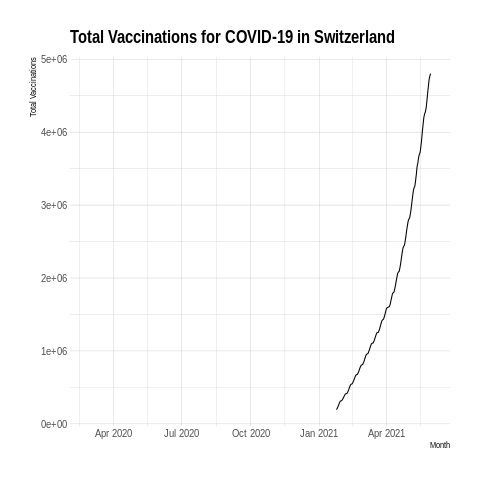 Total Vaccinations for COVID-19 in Switzerland
Total Vaccinations
5e+06
4e+06
3e+06
2e+06
1e+06
0e+00
Apr 2020 Jul 2020 Oct 2020 Jan 2021 Apr 2021
Month